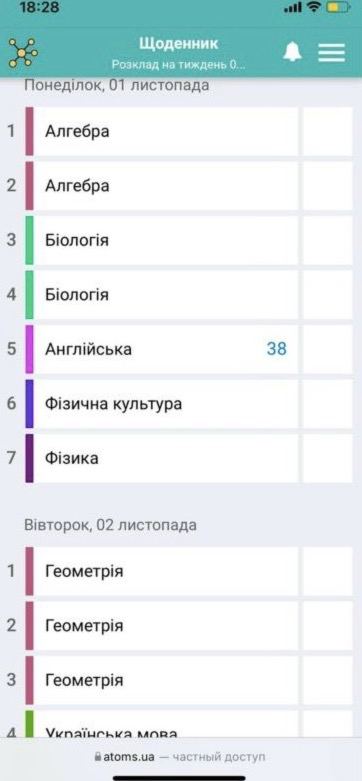 18:28
Щоденник
Розклад на тиждень 0...
Понеділок, 01 листопада
1 Алгебра
2 Алгебра
3 Біологія
4 Біологія
5 Англійська 38
6 Фізична культура
7 Фізика
Вівторок, 02 листопада
1 Геометрія
2 Геометрія
3 Геометрія
4 Українська мова
atoms.ua — частный доступ